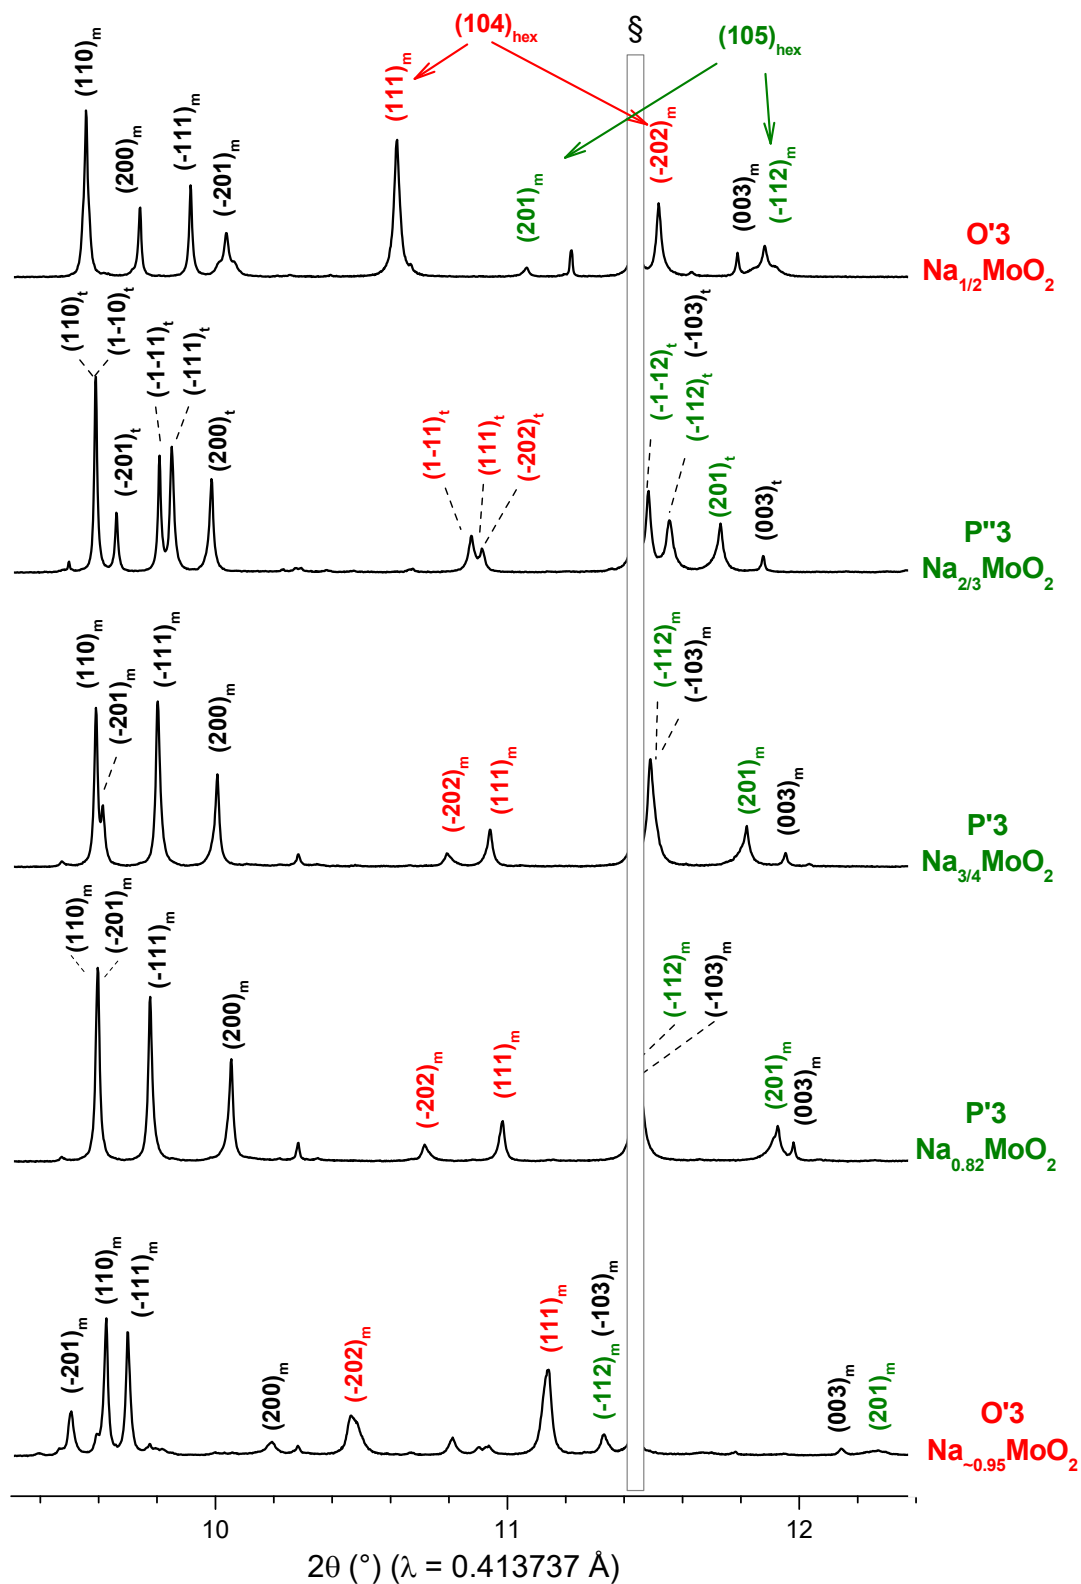 (104)hex
§
(105)hex
(110)m
(200)m
(-111)m
(-201)m
(111)m
(201)m
(-202)m
(003)m
(-112)m
O'3
Na1/2MoO2
(110)t
(1-10)t
(-201)t
(-1-11)t
(-111)t
(200)t
(1-11)t
(111)t
(-202)t
(-1-12)t
(-103)t
(-112)t
(201)t
(003)t
P''3
Na2/3MoO2
(110)m
(-201)m
(-111)m
(200)m
(-202)m
(111)m
(-112)m
(-103)m
(201)m
(003)m
P'3
Na3/4MoO2
(110)m
(-201)m
(-111)m
(200)m
(-202)m
(111)m
(-112)m
(-103)m
(201)m
(003)m
P'3
Na0.82MoO2
(-201)m
(110)m
(-111)m
(200)m
(-202)m
(111)m
(-112)m
(-103)m
(003)m
(201)m
O'3
Na~0.95MoO2
10
11
12
2θ (°) (λ = 0.413737 Å)